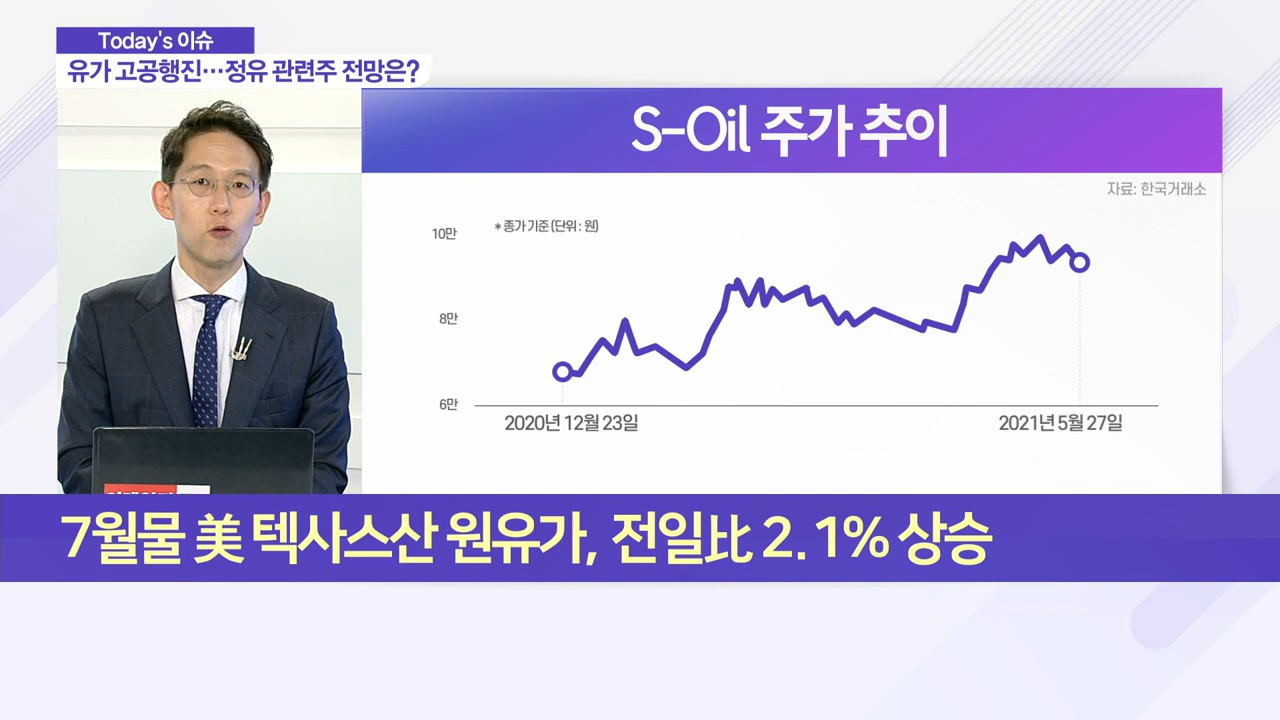 Today's 이슈
유가 고공행진…정유 관련주 전망은?
S-Oil 주가 추이
자료: 한국거래소
* 종가 기준 (단위 : 원)
10만
8만
6만
2020년 12월 23일
2021년 5월 27일
7월물 美 텍사스산 원유가, 전일比 2.1% 상승